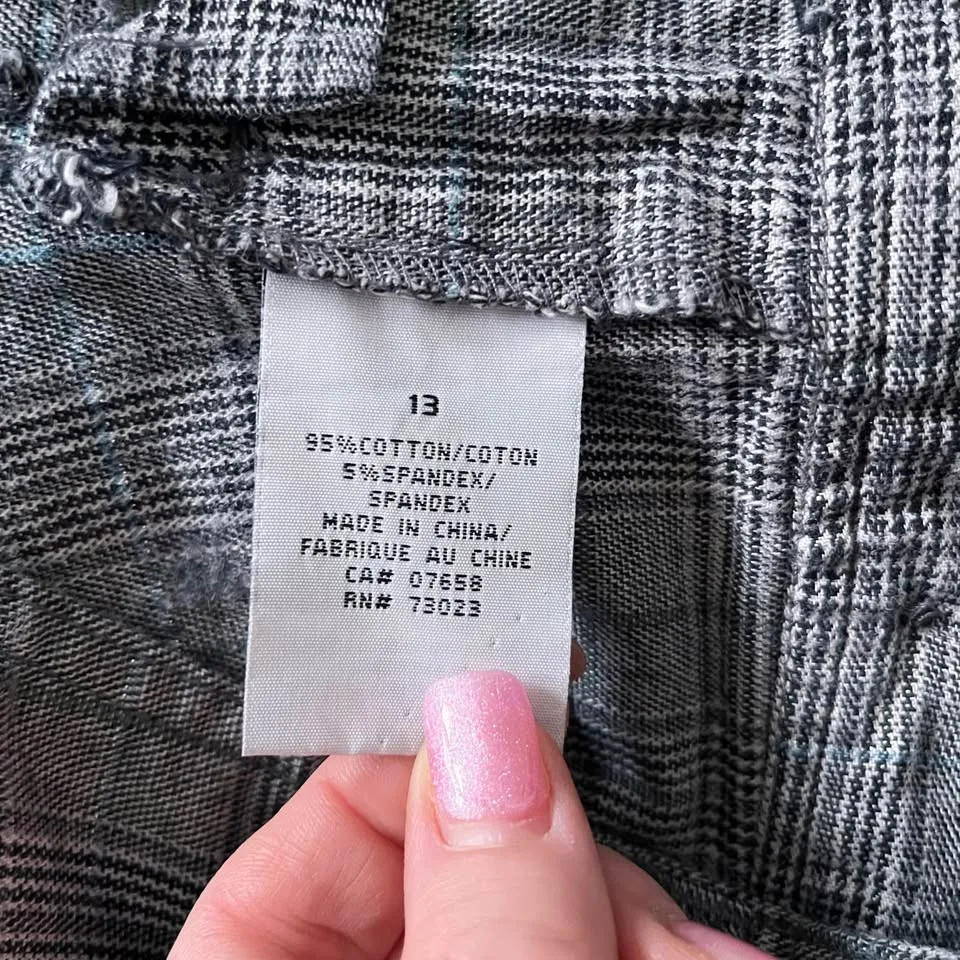 13
95%COTTON/COTON
5%SPANDEX/
SPANDEX
MADE IN CHINA/
FABRIQUE AU CHINE
CA# 07658
RN# 73023